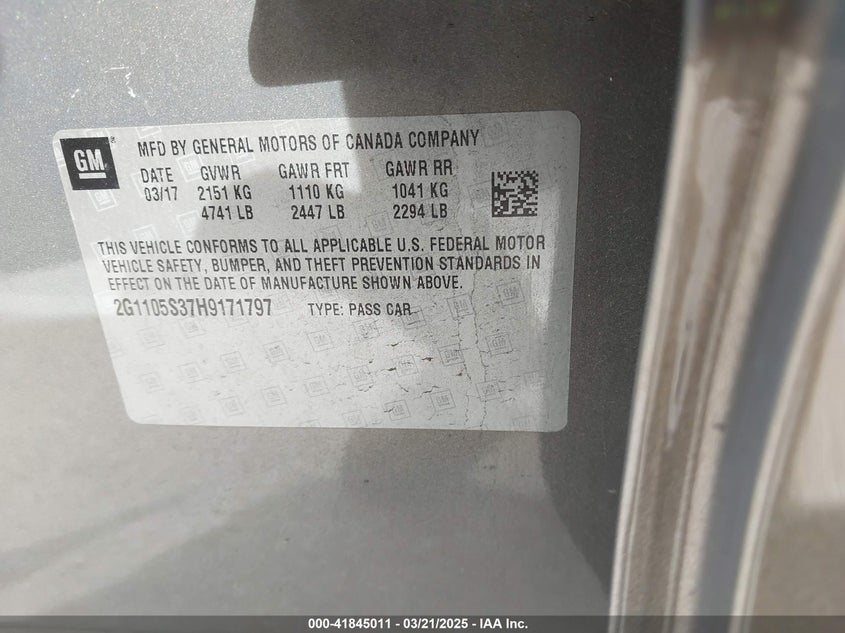 GM
MFD BY GENERAL MOTORS OF CANADA COMPANY
DATE GVWR GAWR FRT GAWR RR
03/17 2151 KG 1110 KG 1041 KG
4741 LB 2447 LB 2294 LB
THIS VEHICLE CONFORMS TO ALL APPLICABLE U.S. FEDERAL MOTOR
VEHICLE SAFETY, BUMPER, AND THEFT PREVENTION STANDARDS IN
EFFECT ON THE DATE OF MANUFACTURE SHOWN ABOVE.
2G1105S37H9171797 TYPE: PASS CAR
000-41845011 - 03/21/2025 - IAA Inc.